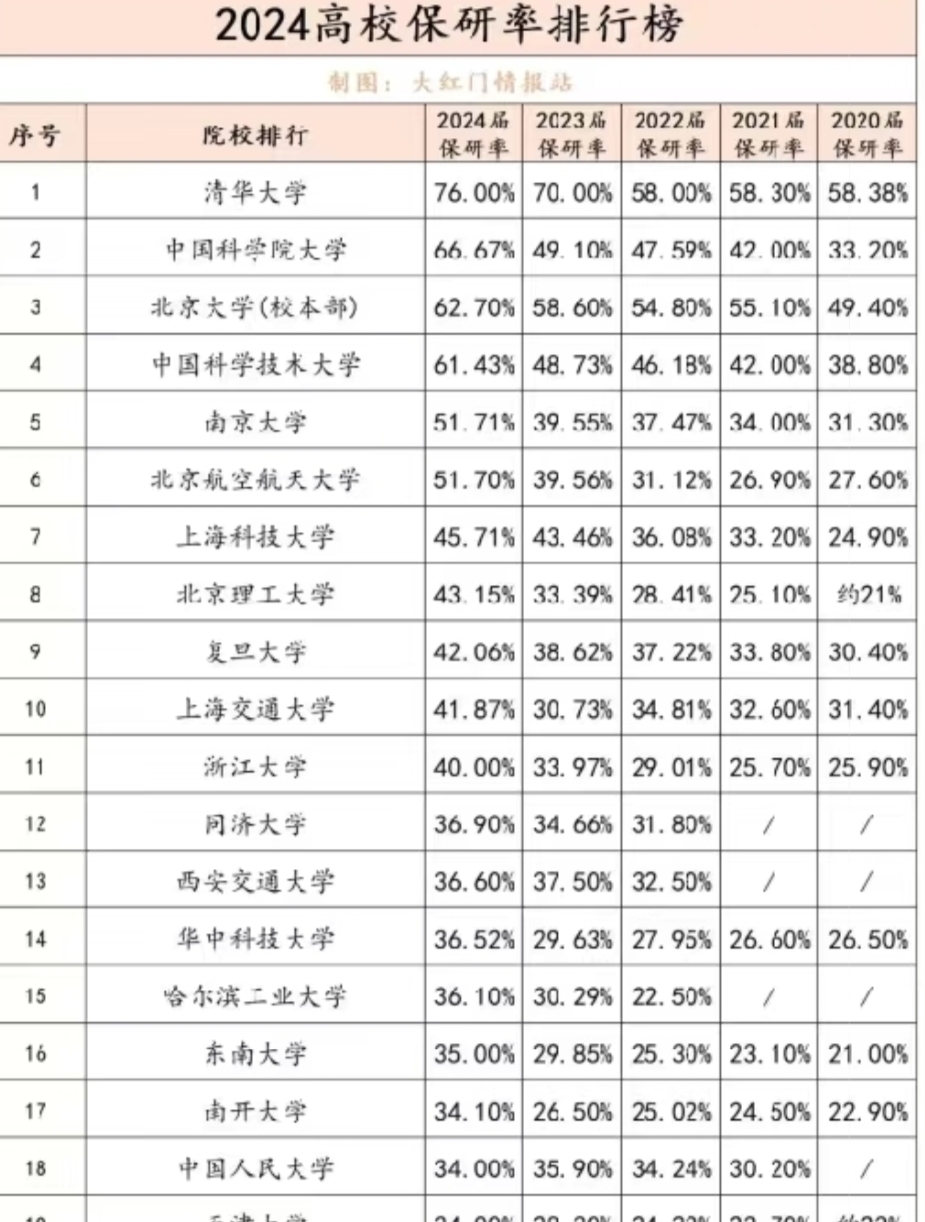 2024高校保研率排行榜
制图：大红门情报站
序号 院校排行 2024届保研率 2023届保研率 2022届保研率 2021届保研率 2020届保研率
1 清华大学 76.00% 70.00% 58.00% 58.30% 58.38%
2 中国科学院大学 66.67% 49.10% 47.59% 42.00% 33.20%
3 北京大学(校本部) 62.70% 58.60% 54.80% 55.10% 49.40%
4 中国科学技术大学 61.43% 48.73% 46.18% 42.00% 38.80%
5 南京大学 51.71% 39.55% 37.47% 34.00% 31.30%
6 北京航空航天大学 51.70% 39.56% 31.12% 26.90% 27.60%
7 上海科技大学 45.71% 43.46% 36.08% 33.20% 24.90%
8 北京理工大学 43.15% 33.39% 28.41% 25.10% 约21%
9 复旦大学 42.06% 38.62% 37.22% 33.80% 30.40%
10 上海交通大学 41.87% 30.73% 34.81% 32.60% 31.40%
11 浙江大学 40.00% 33.97% 29.01% 25.70% 25.90%
12 同济大学 36.90% 34.66% 31.80% / /
13 西安交通大学 36.60% 37.50% 32.50% / /
14 华中科技大学 36.52% 29.63% 27.95% 26.60% 26.50%
15 哈尔滨工业大学 36.10% 30.29% 22.50% / /
16 东南大学 35.00% 29.85% 25.30% 23.10% 21.00%
17 南开大学 34.10% 26.50% 25.02% 24.50% 22.90%
18 中国人民大学 34.00% 35.90% 34.24% 30.20% /